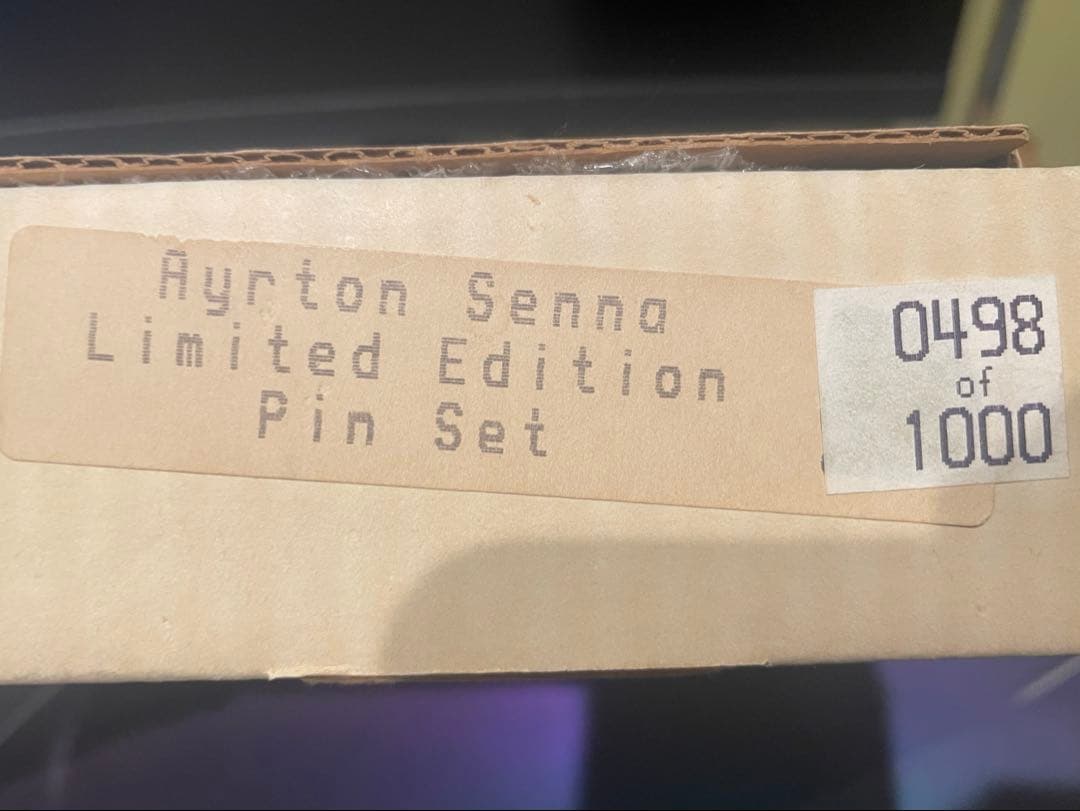 Ayrton Senna
Limited Edition
Pin Set
0498
of
1000